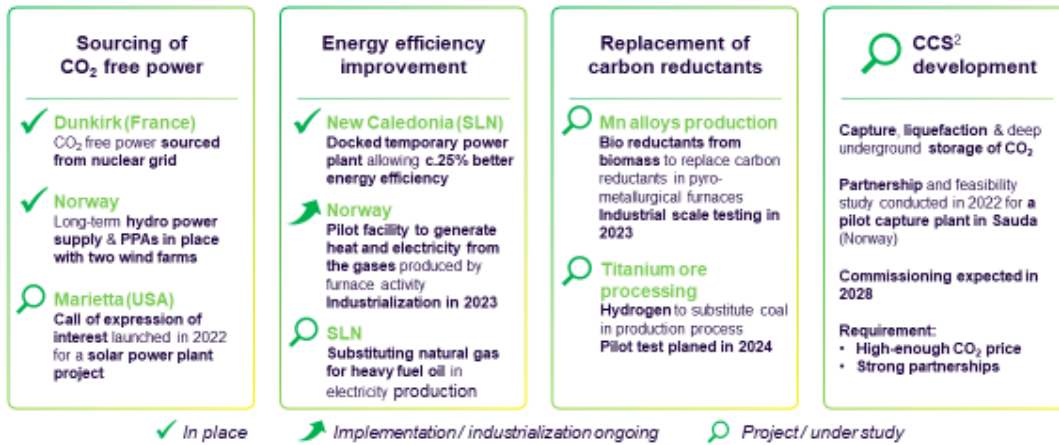 Sourcing of
CO₂ free power
Dunkirk (France)
CO₂ free power sourced
from nuclear grid
Norway
Long-term hydro power
supply & PPAs in place
with two wind farms
Marietta (USA)
Call of expression of
interest launched in 2022
for a solar power plant
project
Energy efficiency
improvement
New Caledonia (SLN)
Docked temporary power
plant allowing c.25% better
energy efficiency
Norway
Pilot facility to generate
heat and electricity from
the gases produced by
furnace activity
Industrialization in 2023
SLN
Substituting natural gas
for heavy fuel oil in
electricity production
Replacement of
carbon reductants
Mn alloys production
Bio reductants from
biomass to replace carbon
reductants in pyro-
metallurgical furnaces
Industrial scale testing in
2023
Titanium ore
processing
Hydrogen to substitute coal
in production process
Pilot test planed in 2024
CCS²
development
Capture, liquefaction & deep
underground storage of CO₂
Partnership and feasibility
study conducted in 2022 for a
pilot capture plant in Sauda
(Norway)
Commissioning expected in
2028
Requirement:
• High-enough CO₂ price
• Strong partnerships
In place
Implementation / industrialization ongoing
Project / under study